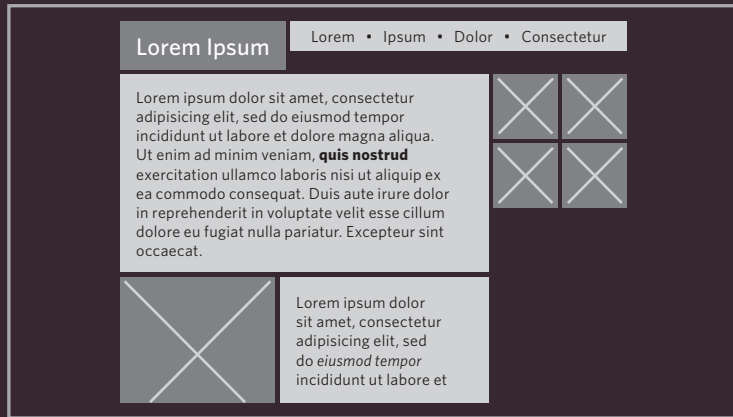 Lorem Ipsum
Lorem • Ipsum • Dolor • Consectetur
Lorem ipsum dolor sit amet, consectetur
adipisicing elit, sed do eiusmod tempor
incididunt ut labore et dolore magna aliqua.
Ut enim ad minim veniam, quis nostrud
exercitation ullamco laboris nisi ut aliquip ex
ea commodo consequat. Duis aute irure dolor
in reprehenderit in voluptate velit esse cillum
dolore eu fugiat nulla pariatur. Excepteur sint
occaecat.
Lorem ipsum dolor
sit amet, consectetur
adipisicing elit, sed
do eiusmod tempor
incididunt ut labore et